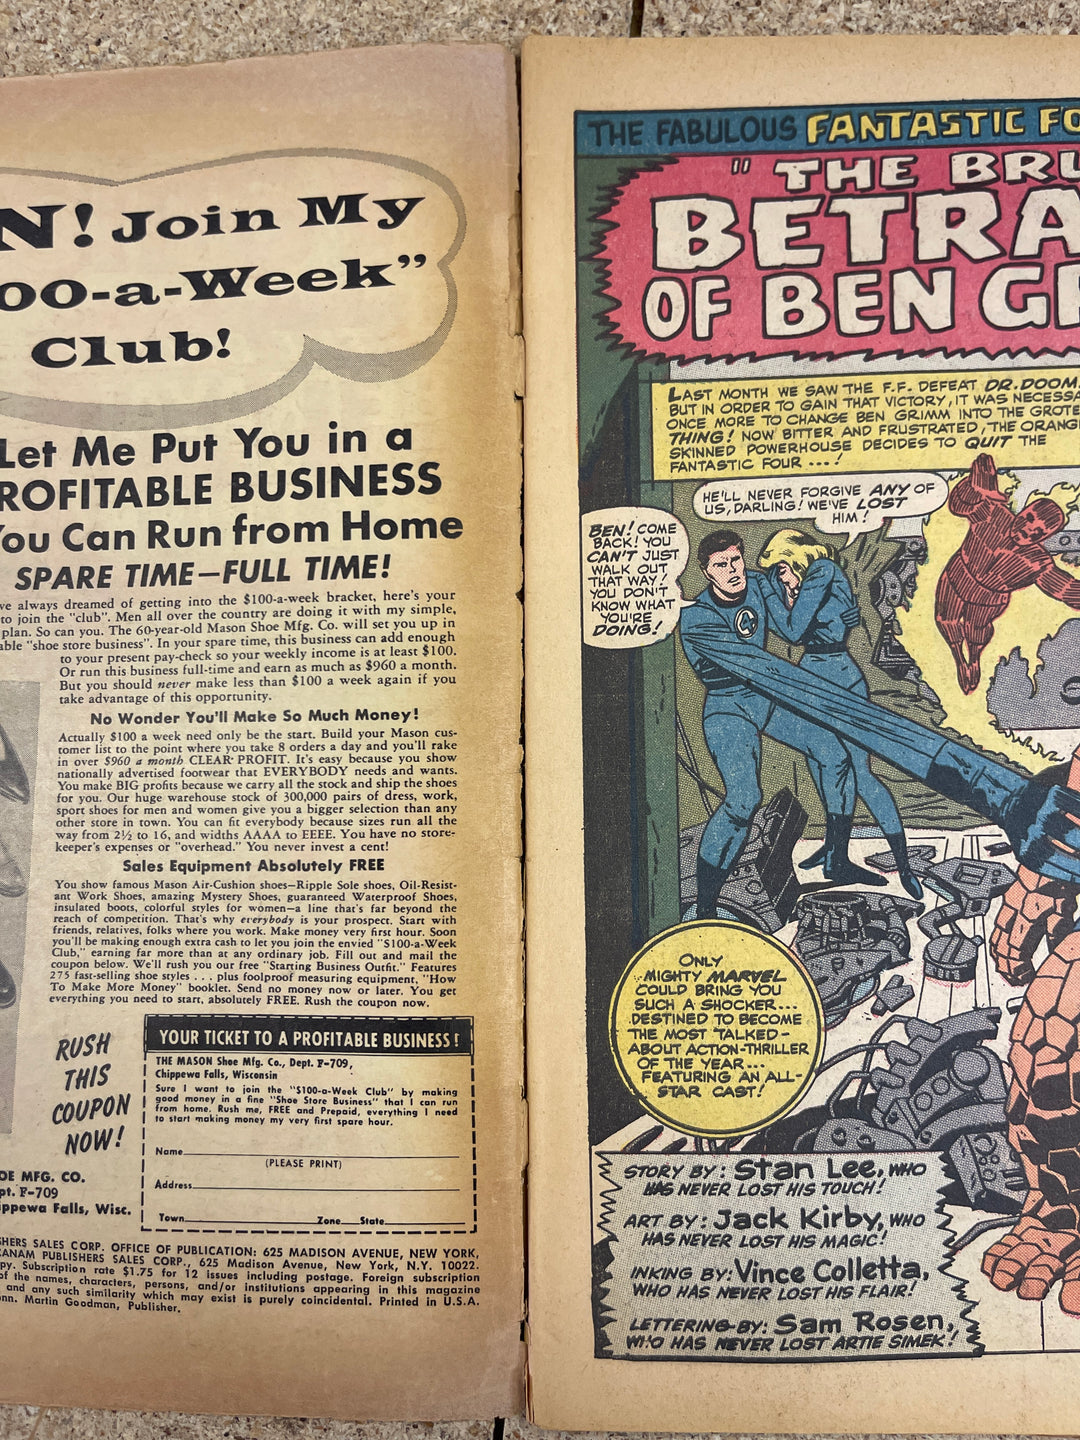 N! Join My
00-a-Week"
Club!
Let Me Put You in a
ROFITABLE BUSINESS
You Can Run from Home
SPARE TIME—FULL TIME!
ve always dreamed of getting into the $100-a-week bracket, here's your
to join the "club". Men all over the country are doing it with my simple,
plan. So can you. The 60-year-old Mason Shoe Mfg. Co. will set you up in
able "shoe store business". In your spare time, this business can add enough
to your present pay-check so your weekly income is at least $100.
Or run this business full-time and earn as much as $960 a month.
But you should never make less than $100 a week again if you
take advantage of this opportunity.
No Wonder You'll Make So Much Money!
Actually $100 a week need only be the start. Build your Mason cus-
tomer list to the point where you take 8 orders a day and you'll rake
in over $960 a month CLEAR PROFIT. It's easy because you show
nationally advertised footwear that EVERYBODY needs and wants.
You make BIG profits because we carry all the stock and ship the shoes
for you. Our huge warehouse stock of 300,000 pairs of dress, work,
sport shoes for men and women give you a bigger selection than any
other store in town. You can fit everybody because sizes run all the
way from 2½ to 16, and widths AAAA to EEEE. You have no store-
keeper's expenses or "overhead." You never invest a cent!
Sales Equipment Absolutely FREE
You show famous Mason Air-Cushion shoes—Ripple Sole shoes, Oil-Resist-
ant Work Shoes, amazing Mystery Shoes, guaranteed Waterproof Shoes,
insulated boots, colorful styles for women—a line that's far beyond the
reach of competition. That's why everybody is your prospect. Start with
friends, relatives, folks where you work. Make money very first hour. Soon
you'll be making enough extra cash to let you join the envied "$100-a-Week
Club," earning far more than at any ordinary job. Fill out and mail the
coupon below. We'll rush you our free "Starting Business Outfit." Features
275 fast-selling shoe styles . . . plus foolproof measuring equipment, "How
To Make More Money" booklet. Send no money now or later. You get
everything you need to start, absolutely FREE. Rush the coupon now.
RUSH
THIS
COUPON
NOW!
OE MFG. CO.
pt. F-709
ippewa Falls, Wisc.
YOUR TICKET TO A PROFITABLE BUSINESS!
THE MASON Shoe Mfg. Co., Dept. F-709,
Chippewa Falls, Wisconsin
Sure I want to join the "$100-a-Week Club" by making
good money in a fine "Shoe Store Business" that I can run
from home. Rush me, FREE and Prepaid, everything I need
to start making money my very first spare hour.
Name
(PLEASE PRINT)
Address
Town Zone State
SHERS SALES CORP. OFFICE OF PUBLICATION: 625 MADISON AVENUE, NEW YORK,
CANAM PUBLISHERS SALES CORP., 625 Madison Avenue, New York, N.Y. 10022.
py. Subscription rate $1.75 for 12 issues including postage. Foreign subscription
of the names, characters, persons, and/or institutions appearing in this magazine
and any such similarity which may exist is purely coincidental. Printed in U.S.A.
nn. Martin Goodman, Publisher.
THE FABULOUS FANTASTIC FO
"THE BRU
BETRA
OF BEN GR
LAST MONTH WE SAW THE F.F. DEFEAT DR. DOOM.
BUT IN ORDER TO GAIN THAT VICTORY, IT WAS NECESSA
ONCE MORE TO CHANGE BEN GRIMM INTO THE GROTE
THING! NOW BITTER AND FRUSTRATED, THE ORANGE
SKINNED POWERHOUSE DECIDES TO QUIT THE
FANTASTIC FOUR...!
HE'LL NEVER FORGIVE ANY OF
US, DARLING! WE'VE LOST
HIM!
BEN! COME
BACK! YOU
CAN'T JUST
WALK OUT
THAT WAY!
YOU DON'T
KNOW WHAT
YOU'RE
DOING!
4
ONLY
MIGHTY MARVEL
COULD BRING YOU
SUCH A SHOCKER...
DESTINED TO BECOME
THE MOST TALKED-
ABOUT ACTION-THRILLER
OF THE YEAR...
FEATURING AN ALL-
STAR CAST!
STORY BY: STAN LEE, WHO
HAS NEVER LOST HIS TOUCH!
ART BY: JACK KIRBY, WHO
HAS NEVER LOST HIS MAGIC!
INKING BY: VINCE COLLETTA,
WHO HAS NEVER LOST HIS FLAIR!
LETTERING BY: SAM ROSEN,
WHO HAS NEVER LOST ARTIE SIMEK!